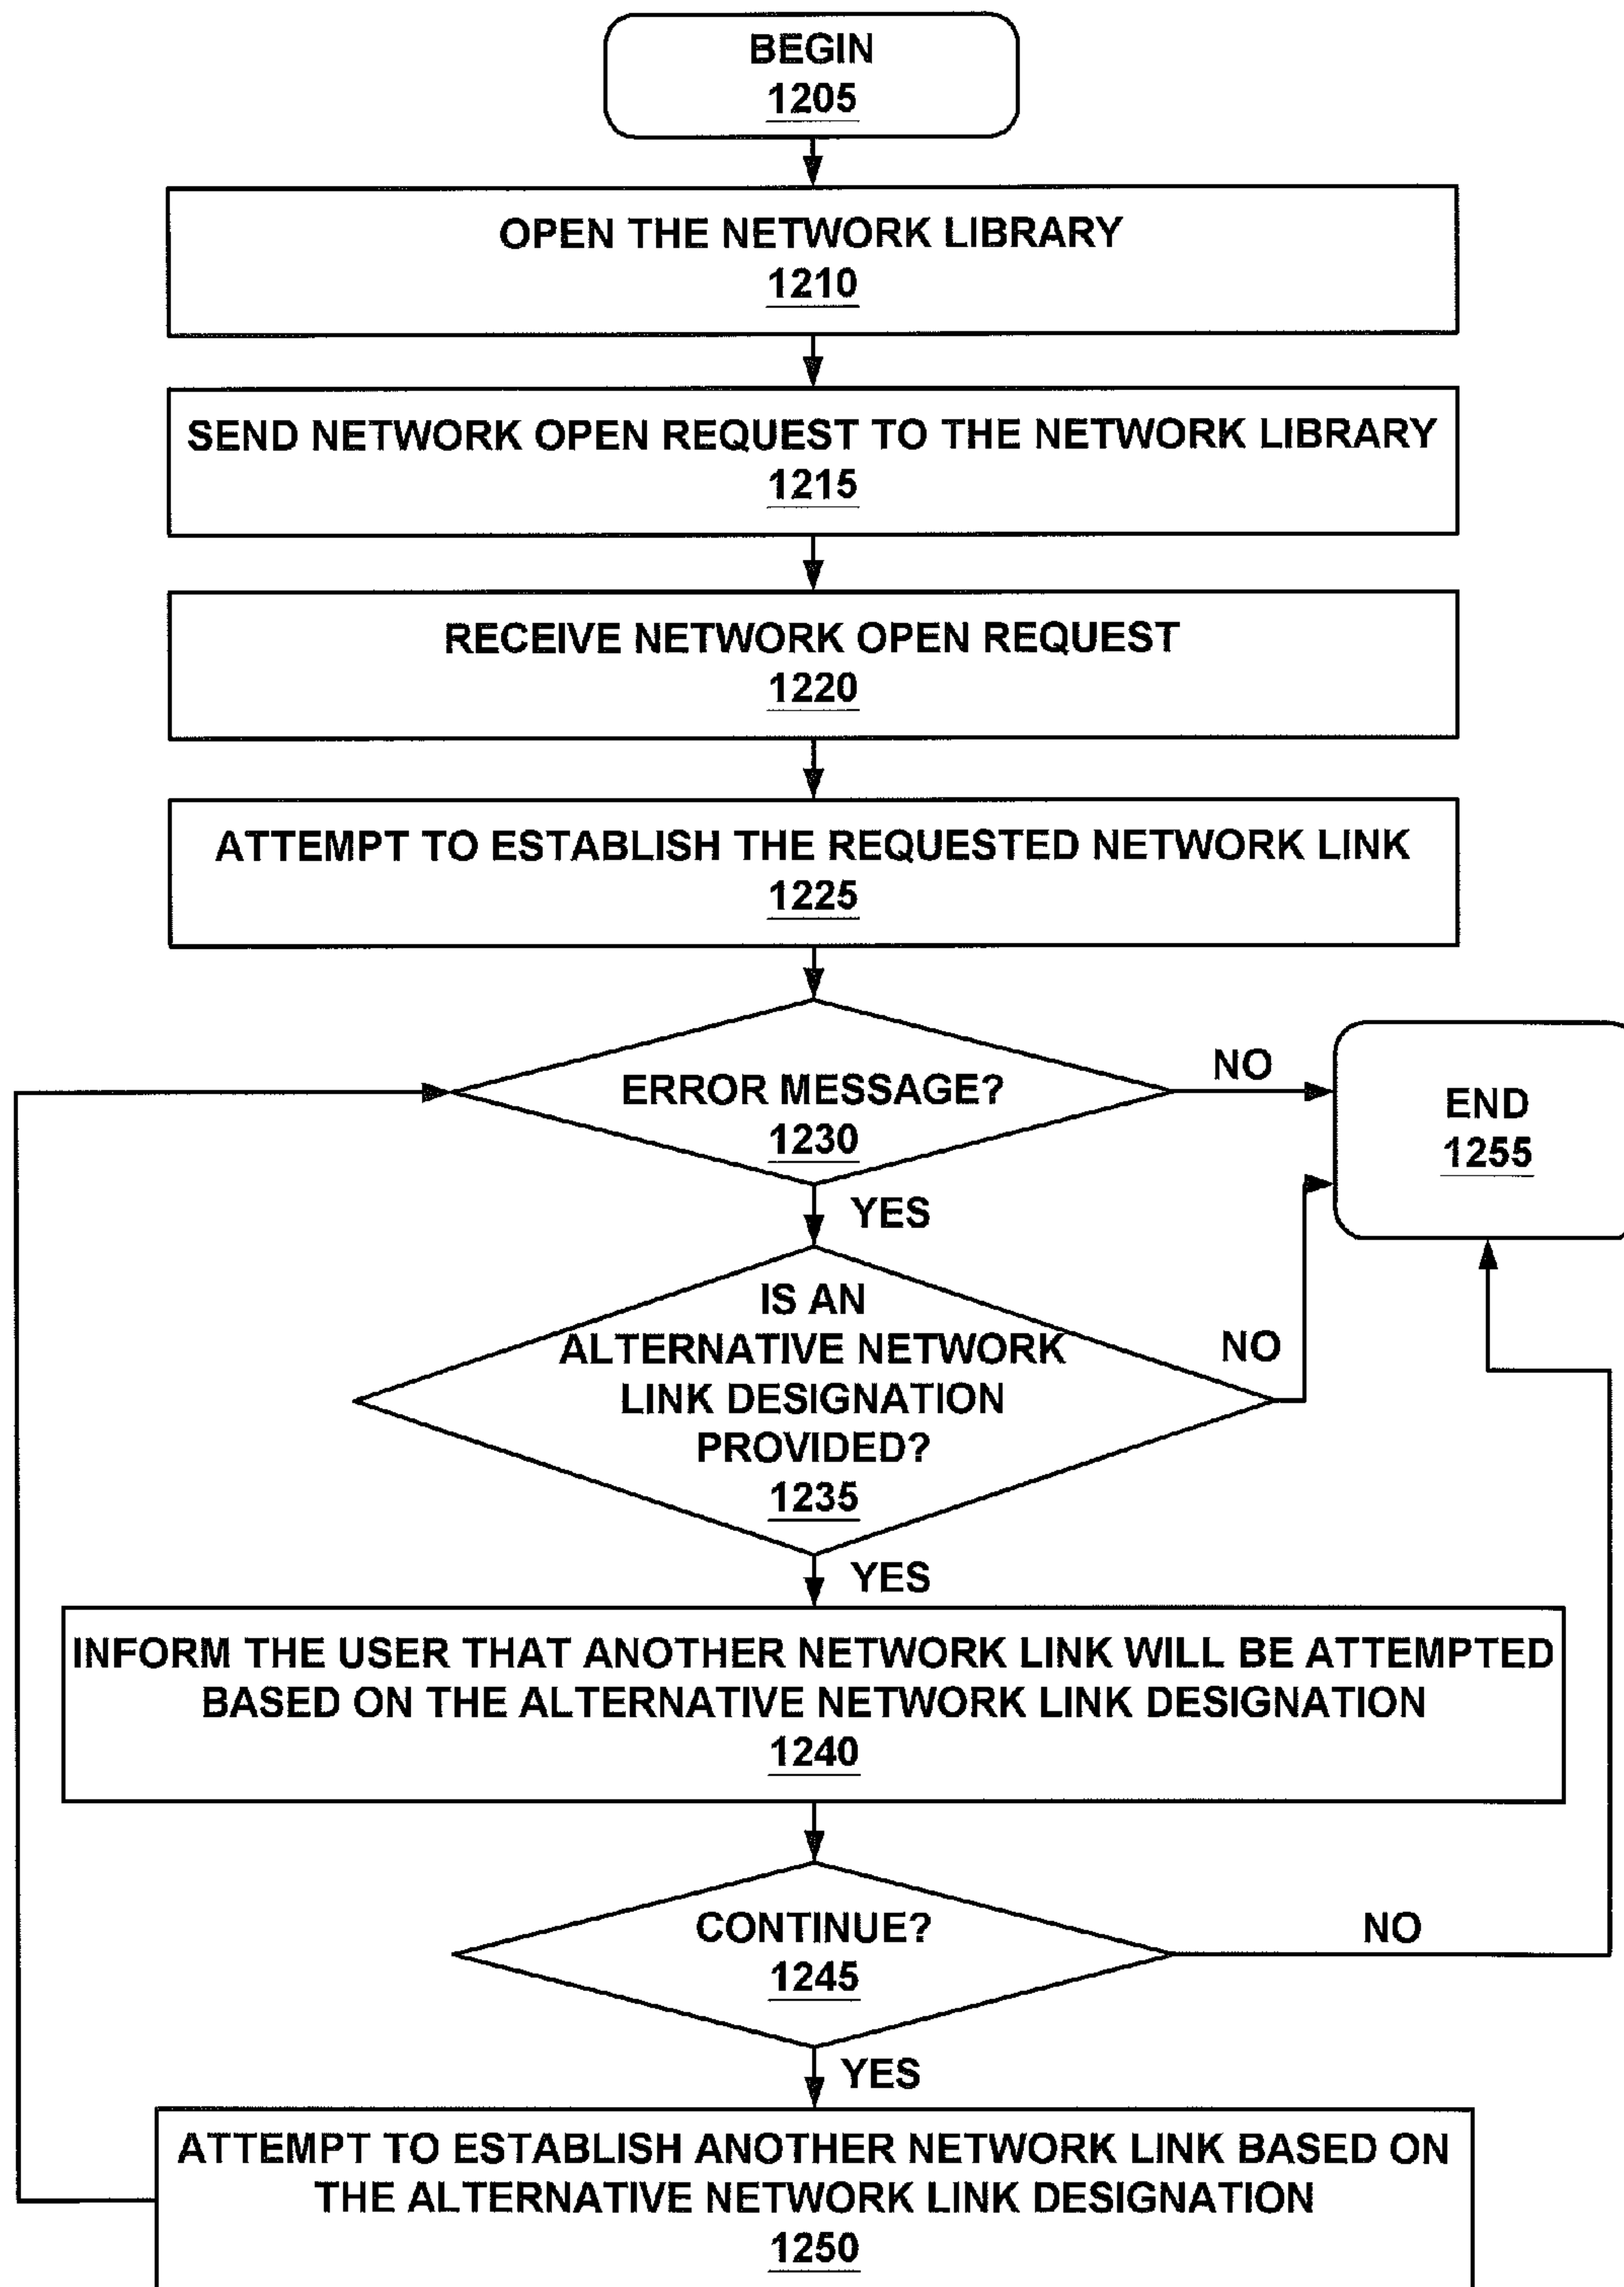 BEGIN
1205
OPEN THE NETWORK LIBRARY
1210
SEND NETWORK OPEN REQUEST TO THE NETWORK LIBRARY
1215
RECEIVE NETWORK OPEN REQUEST
1220
ATTEMPT TO ESTABLISH THE REQUESTED NETWORK LINK
1225
ERROR MESSAGE?
1230
NO
END
1255
YES
IS AN
ALTERNATIVE NETWORK
LINK DESIGNATION
PROVIDED?
1235
NO
YES
INFORM THE USER THAT ANOTHER NETWORK LINK WILL BE ATTEMPTED
BASED ON THE ALTERNATIVE NETWORK LINK DESIGNATION
1240
CONTINUE?
1245
NO
YES
ATTEMPT TO ESTABLISH ANOTHER NETWORK LINK BASED ON
THE ALTERNATIVE NETWORK LINK DESIGNATION
1250